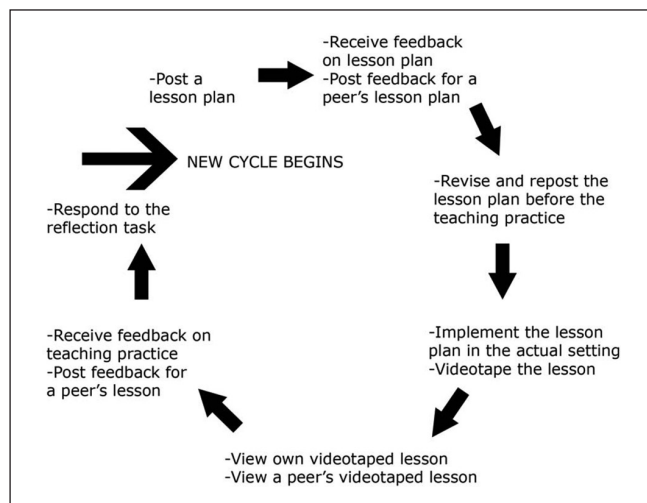 -Post a
lesson plan
-Receive feedback
on lesson plan
-Post feedback for a
peer's lesson plan
NEW CYCLE BEGINS
-Revise and repost the
lesson plan before the
teaching practice
-Implement the lesson
plan in the actual setting
-Videotape the lesson
-View own videotaped lesson
-View a peer's videotaped lesson
-Receive feedback on
teaching practice
-Post feedback for
a peer's lesson
-Respond to the
reflection task